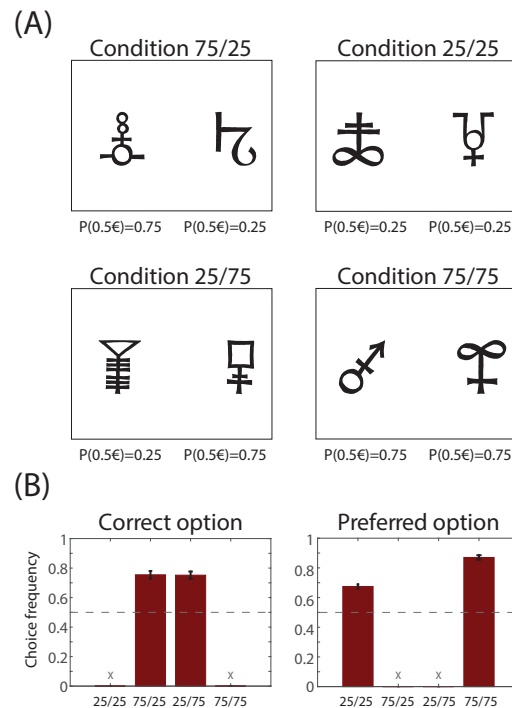 (A)
Condition 75/25
Condition 25/25
P(0.5€)=0.75 P(0.5€)=0.25
P(0.5€)=0.25 P(0.5€)=0.25
Condition 25/75
Condition 75/75
P(0.5€)=0.25 P(0.5€)=0.75
P(0.5€)=0.75 P(0.5€)=0.75
(B)
Correct option
Choice frequency
1
0.8
0.6
0.4
0.2
0
x x
25/25 75/25 25/75 75/75
Preferred option
1
0.8
0.6
0.4
0.2
0
x x
25/25 75/25 25/75 75/75